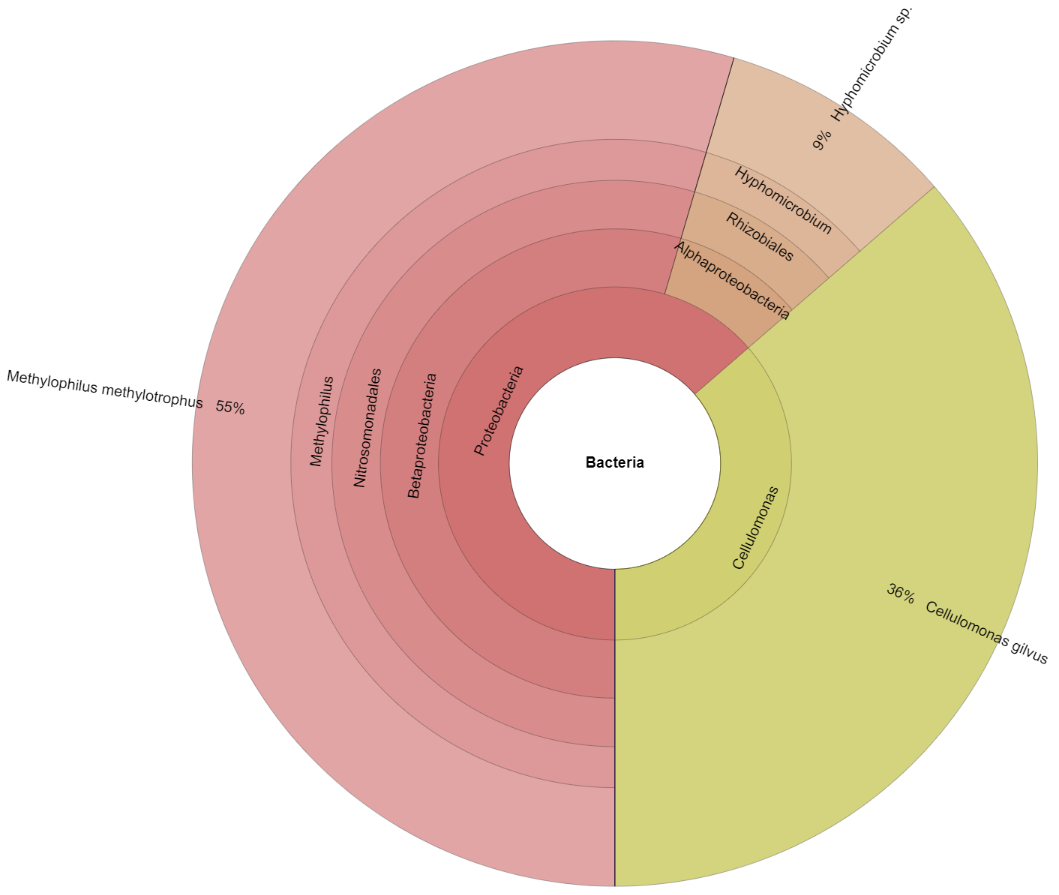 Hyphomicrobium sp.
9%
Hyphomicrobium
Rhizobiales
Alphaproteobacteria
Methylophilus methylotrophus 55%
Methylophilus
Nitrosomonadales
Betaproteobacteria
Proteobacteria
Bacteria
Cellulomonas
36% Cellulomonas gilvus